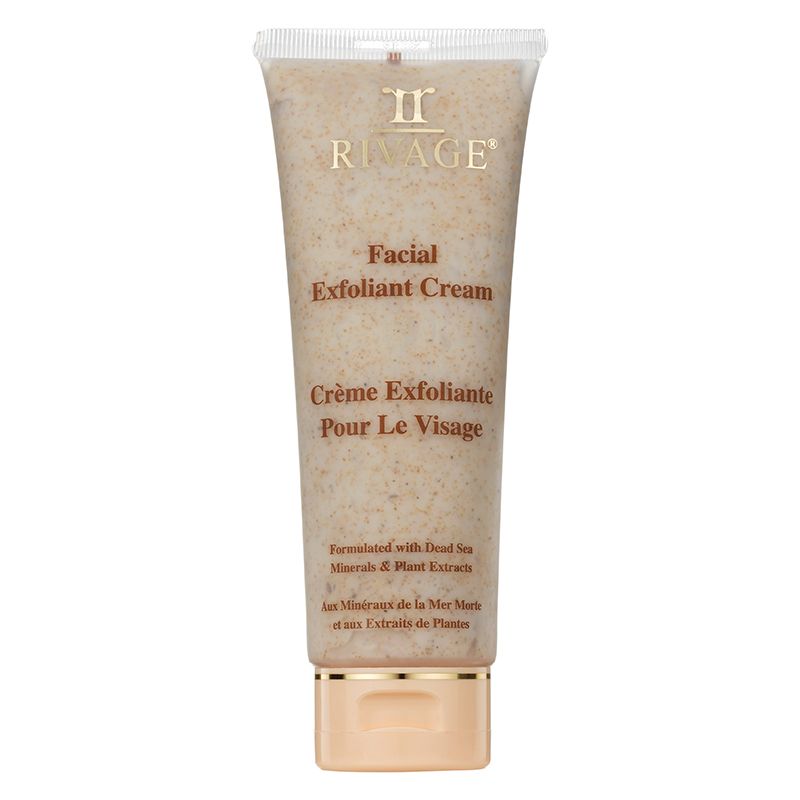 RIVAGE®
Facial
Exfoliant Cream
Crème Exfoliante
Pour Le Visage
Formulated with Dead Sea
Minerals & Plant Extracts
Aux Minéraux de la Mer Morte
et aux Extraits de Plantes